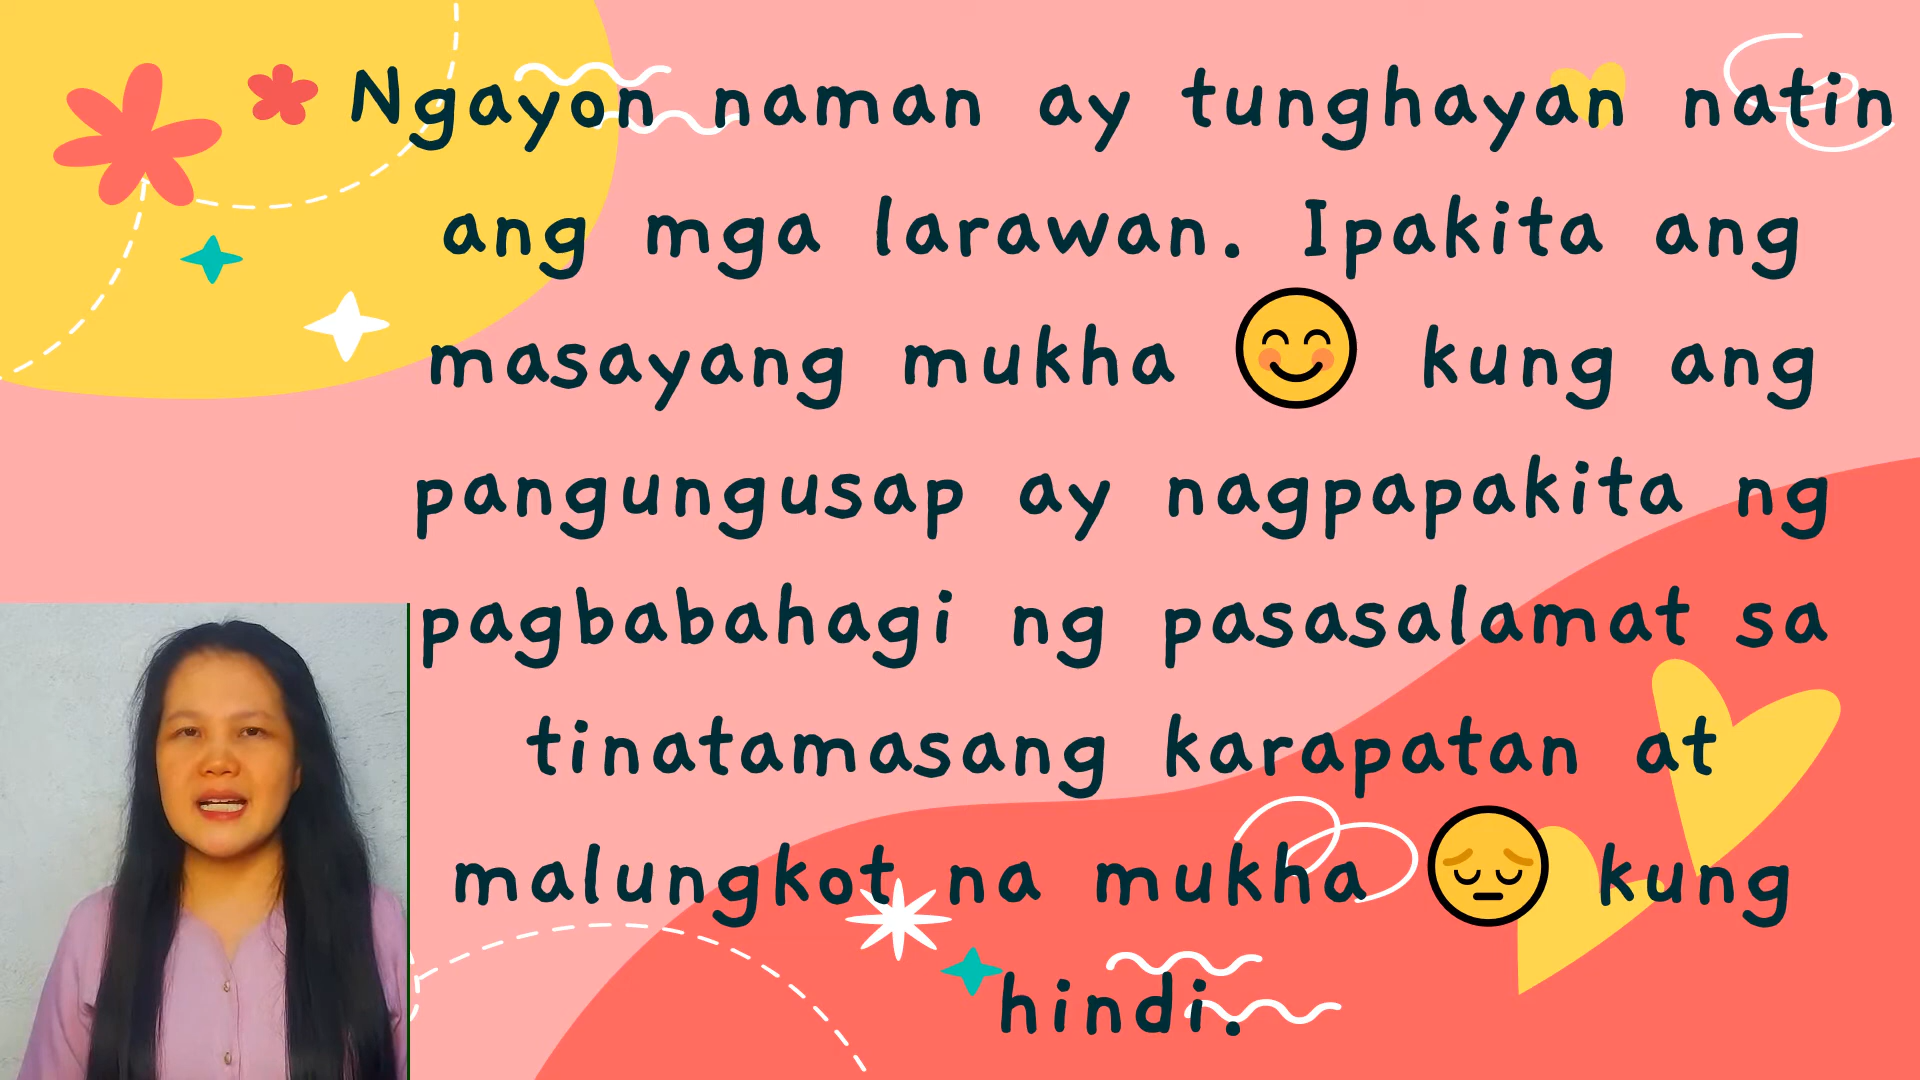 Ngayon naman ay tunghayan natin
ang mga larawan. Ipakita ang
masayang mukha 😊 kung ang
pangungusap ay nagpapakita ng
pagbabahagi ng pasasalamat sa
tinatamasang karapatan at
malungkot na mukha 😔 kung
hindi.